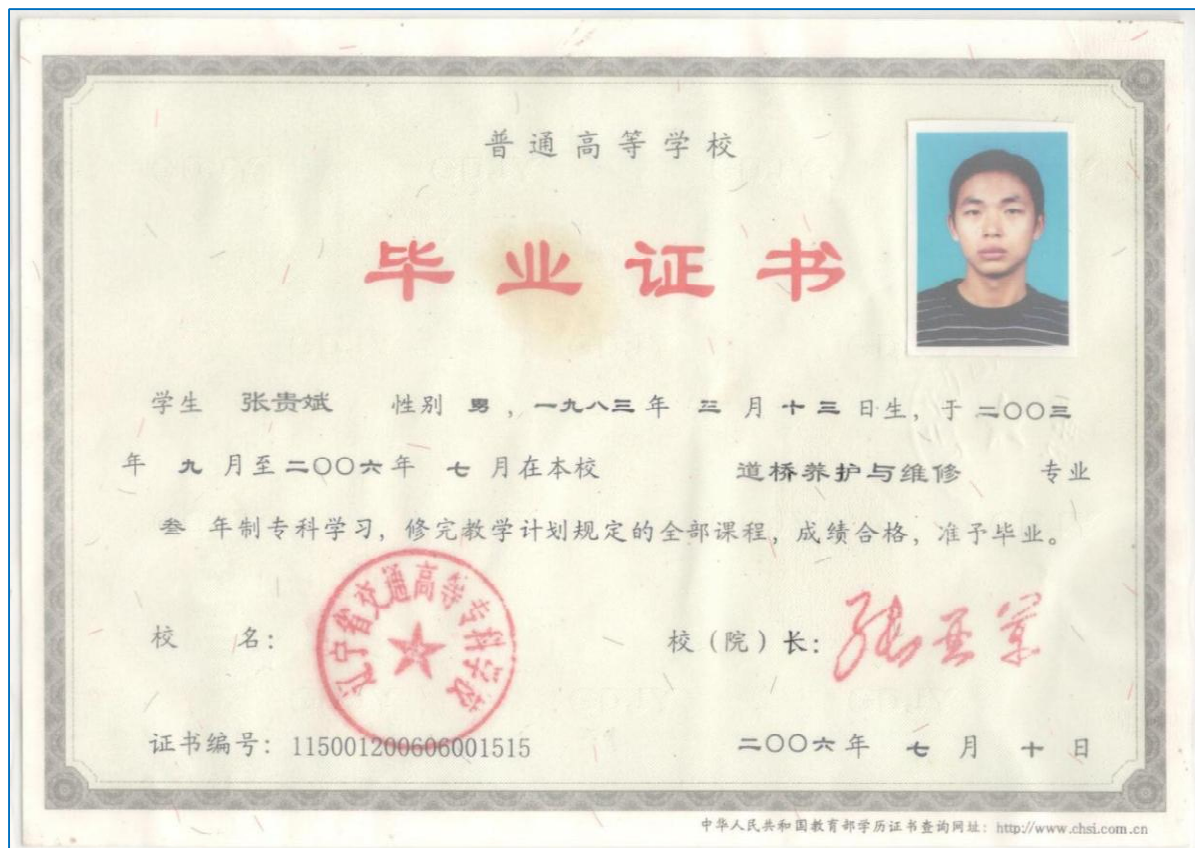 普通高等学校
毕业证书
学生 张贵斌 性别 男，一九八三年 三 月 十三日生，于 二〇〇三
年 九 月至二〇〇六年 七 月在本校 道桥养护与维修 专业
叁 年制专科学习，修完教学计划规定的全部课程，成绩合格，准予毕业。
辽宁省交通高等专科学校
校 名： 校（院）长：
证书编号：115001200606001515 二〇〇六年 七 月 十 日
中华人民共和国教育部学历证书查询网址：http://www.chsi.com.cn